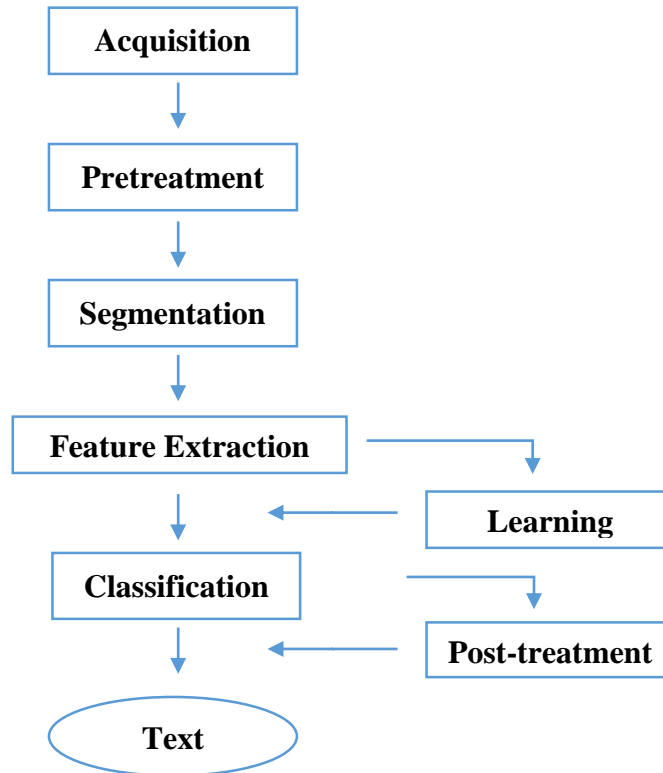 Acquisition
Pretreatment
Segmentation
Feature Extraction
Learning
Classification
Post-treatment
Text